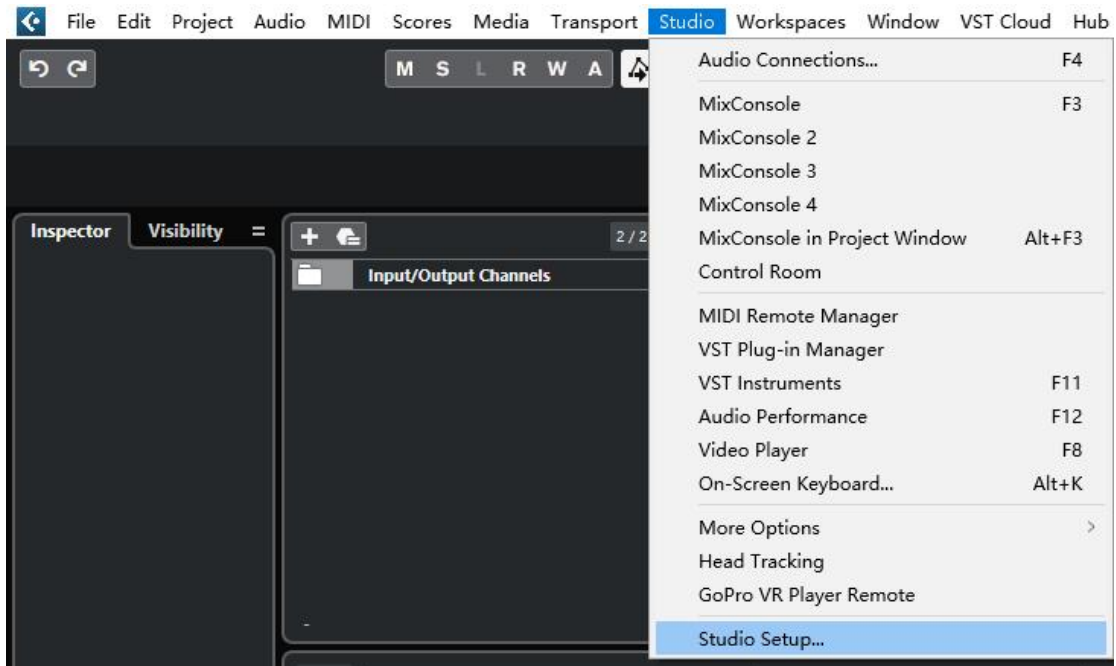 File Edit Project Audio MIDI Scores Media Transport Studio Workspaces Window VST Cloud Hub
M S L R W A
Audio Connections... F4
MixConsole F3
MixConsole 2
MixConsole 3
MixConsole 4
MixConsole in Project Window Alt+F3
Control Room
MIDI Remote Manager
VST Plug-in Manager
VST Instruments F11
Audio Performance F12
Video Player F8
On-Screen Keyboard... Alt+K
More Options
Head Tracking
GoPro VR Player Remote
Studio Setup...
Inspector Visibility
2/2
Input/Output Channels